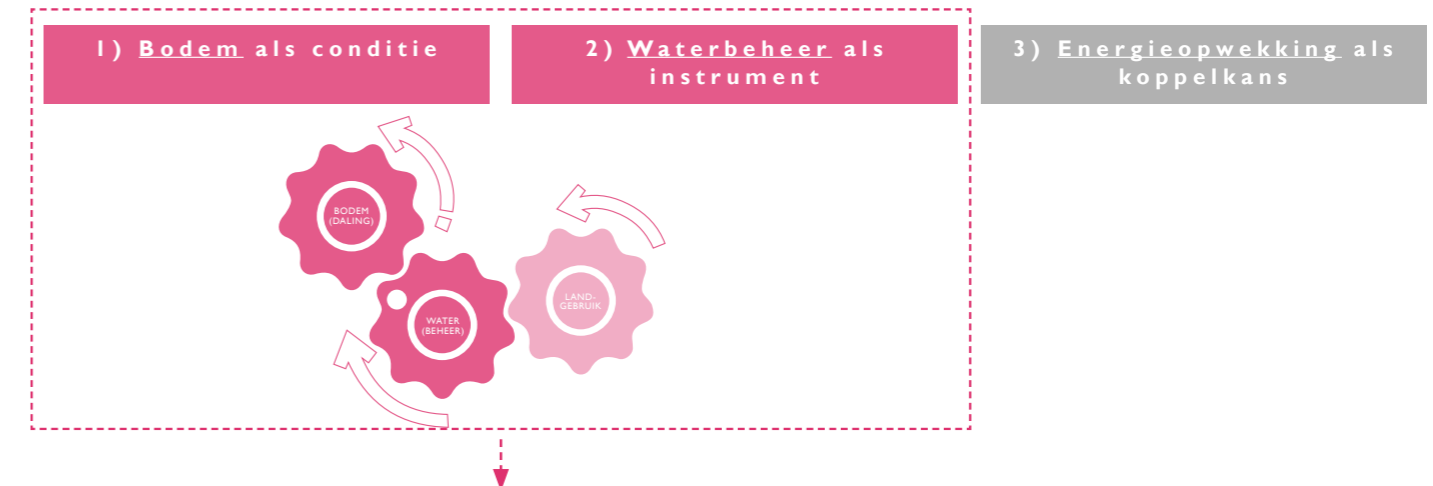 1) Bodem als conditie
2) Waterbeheer als
instrument
3) Energieopwekking als
koppelkans
BODEM
(DALING)
WATER
(BEHEER)
LAND-
GEBRUIK